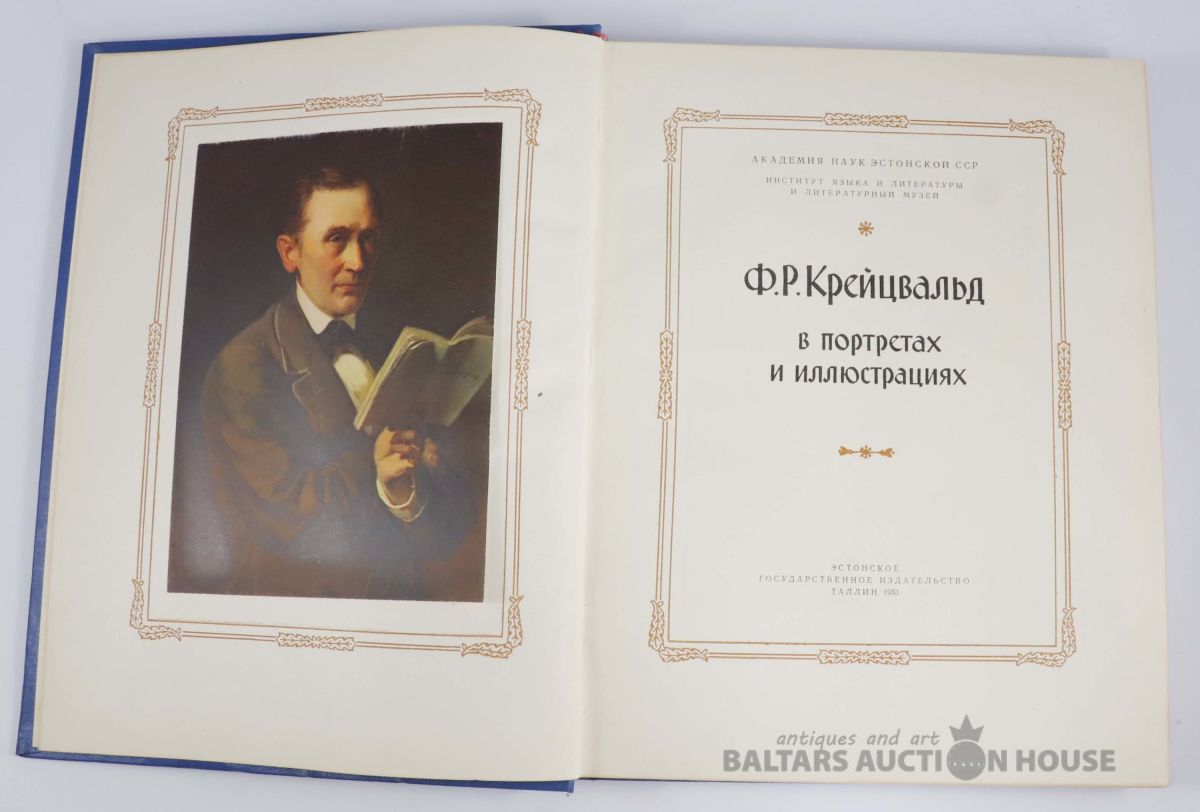 АКАДЕМИЯ НАУК ЭСТОНСКОЙ ССР
ИНСТИТУТ ЯЗЫКА И ЛИТЕРАТУРЫ
И ЛИТЕРАТУРНЫЙ МУЗЕЙ
Ф.Р.Крейцвальд
в портретах
и иллюстрациях
ЭСТОНСКОЕ
ГОСУДАРСТВЕННОЕ ИЗДАТЕЛЬСТВО
ТАЛЛИН 1953
antiques and art
BALTARS AUCTION HOUSE